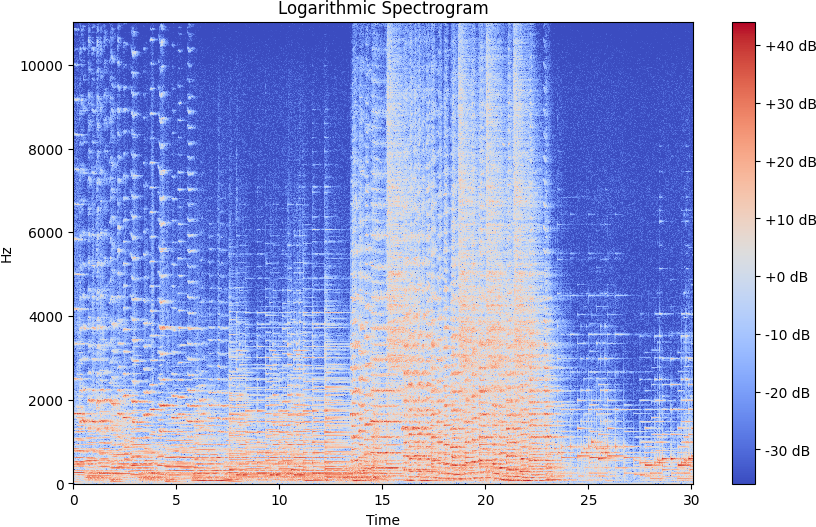 Logarithmic Spectrogram
Hz
10000
8000
6000
4000
2000
0
0 5 10 15 20 25 30
Time
+40 dB
+30 dB
+20 dB
+10 dB
+0 dB
-10 dB
-20 dB
-30 dB